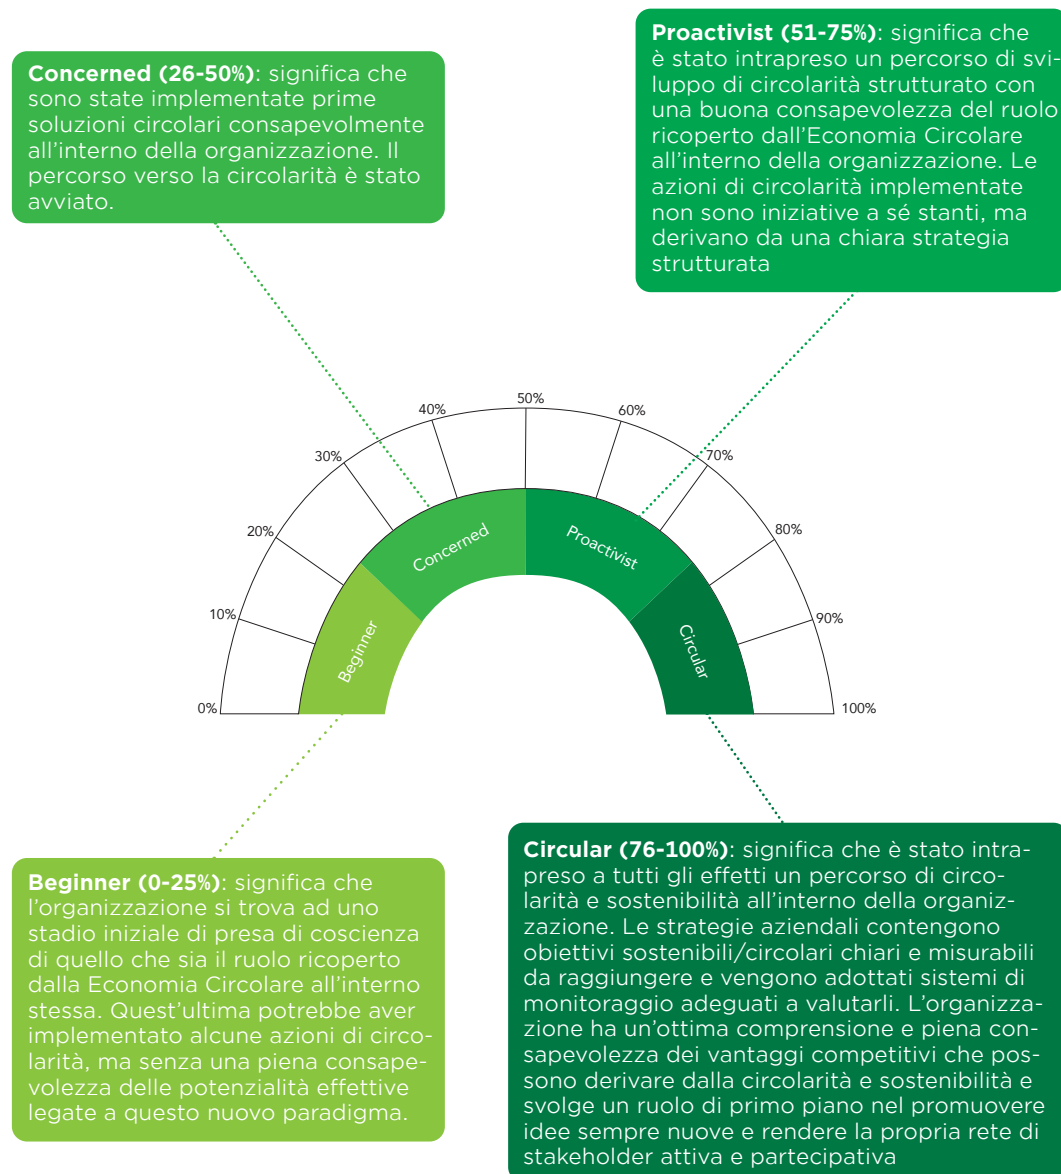 Concerned (26-50%): significa che
sono state implementate prime
soluzioni circolari consapevolmente
all'interno della organizzazione. Il
percorso verso la circolarità è stato
avviato.
Proactivist (51-75%): significa che
è stato intrapreso un percorso di svi-
luppo di circolarità strutturato con
una buona consapevolezza del ruolo
ricoperto dall'Economia Circolare
all'interno della organizzazione. Le
azioni di circolarità implementate
non sono iniziative a sé stanti, ma
derivano da una chiara strategia
strutturata
0%
10%
20%
30%
40%
50%
60%
70%
80%
90%
100%
Beginner
Concerned
Proactivist
Circular
Beginner (0-25%): significa che
l'organizzazione si trova ad uno
stadio iniziale di presa di coscienza
di quello che sia il ruolo ricoperto
dalla Economia Circolare all'interno
stessa. Quest'ultima potrebbe aver
implementato alcune azioni di circo-
larità, ma senza una piena consape-
volezza delle potenzialità effettive
legate a questo nuovo paradigma.
Circular (76-100%): significa che è stato intra-
preso a tutti gli effetti un percorso di circo-
larità e sostenibilità all'interno della organiz-
zazione. Le strategie aziendali contengono
obiettivi sostenibili/circolari chiari e misurabili
da raggiungere e vengono adottati sistemi di
monitoraggio adeguati a valutarli. L'organizza-
zione ha un'ottima comprensione e piena con-
sapevolezza dei vantaggi competitivi che pos-
sono derivare dalla circolarità e sostenibilità e
svolge un ruolo di primo piano nel promuovere
idee sempre nuove e rendere la propria rete di
stakeholder attiva e partecipativa